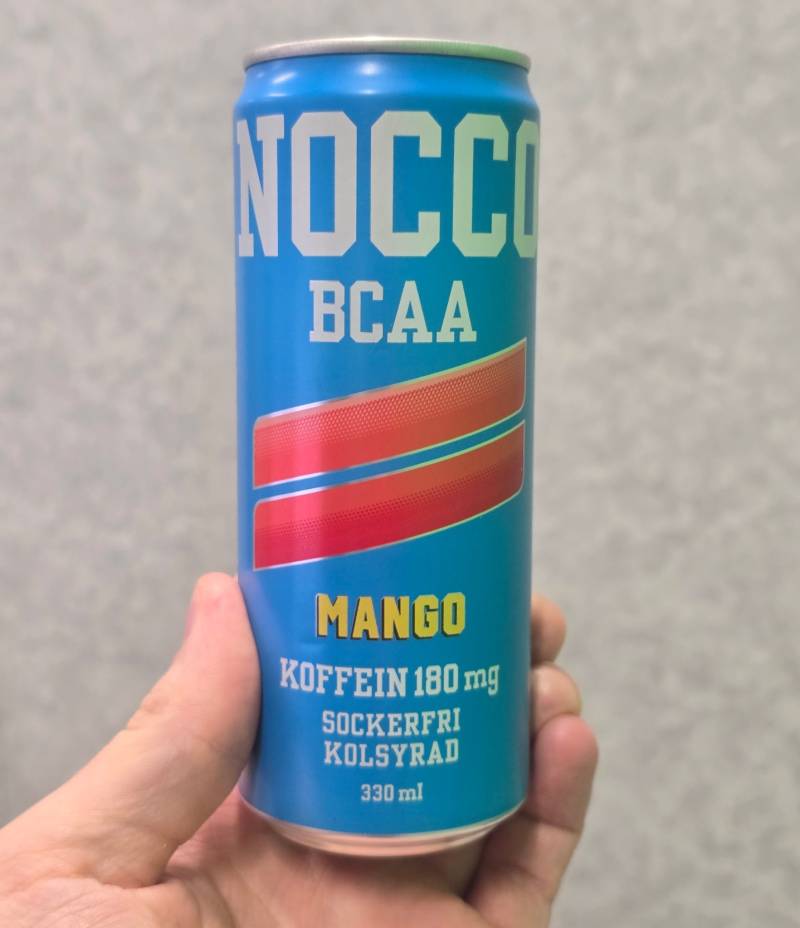 NOCCO
BCAA
MANGO
KOFFEIN 180 mg
SOCKERFRI
KOLSYRAD
330 ml